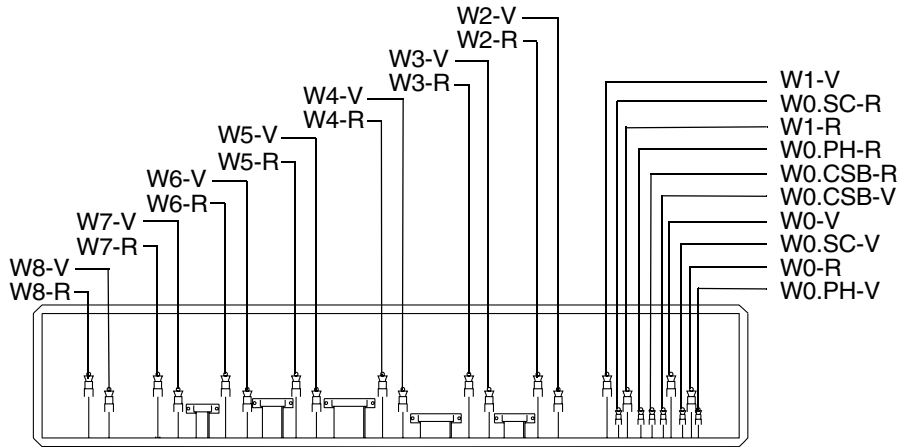 W2-V
W2-R
W3-V
W3-R
W4-V
W4-R
W5-V
W5-R
W6-V
W6-R
W7-V
W7-R
W8-V
W8-R
W1-V
W0.SC-R
W1-R
W0.PH-R
W0.CSB-R
W0.CSB-V
W0-V
W0.SC-V
W0-R
W0.PH-V